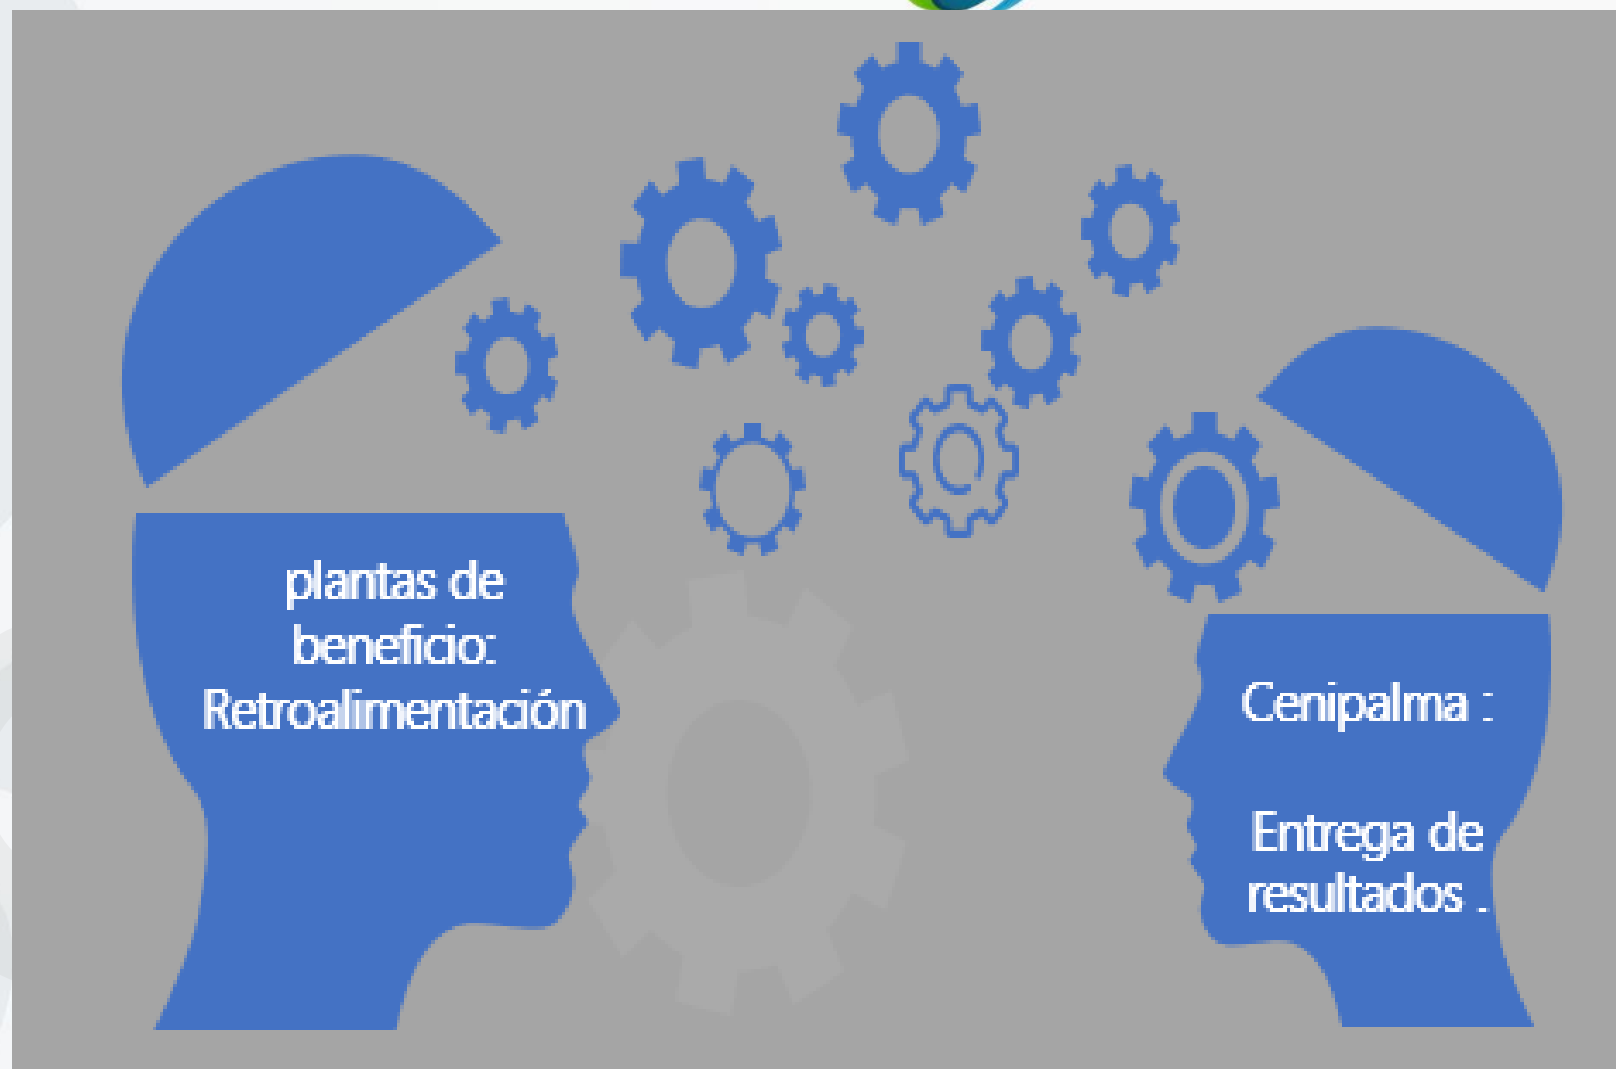 plantas de
beneficio:
Retroalimentación
Cenipalma :
Entrega de
resultados .